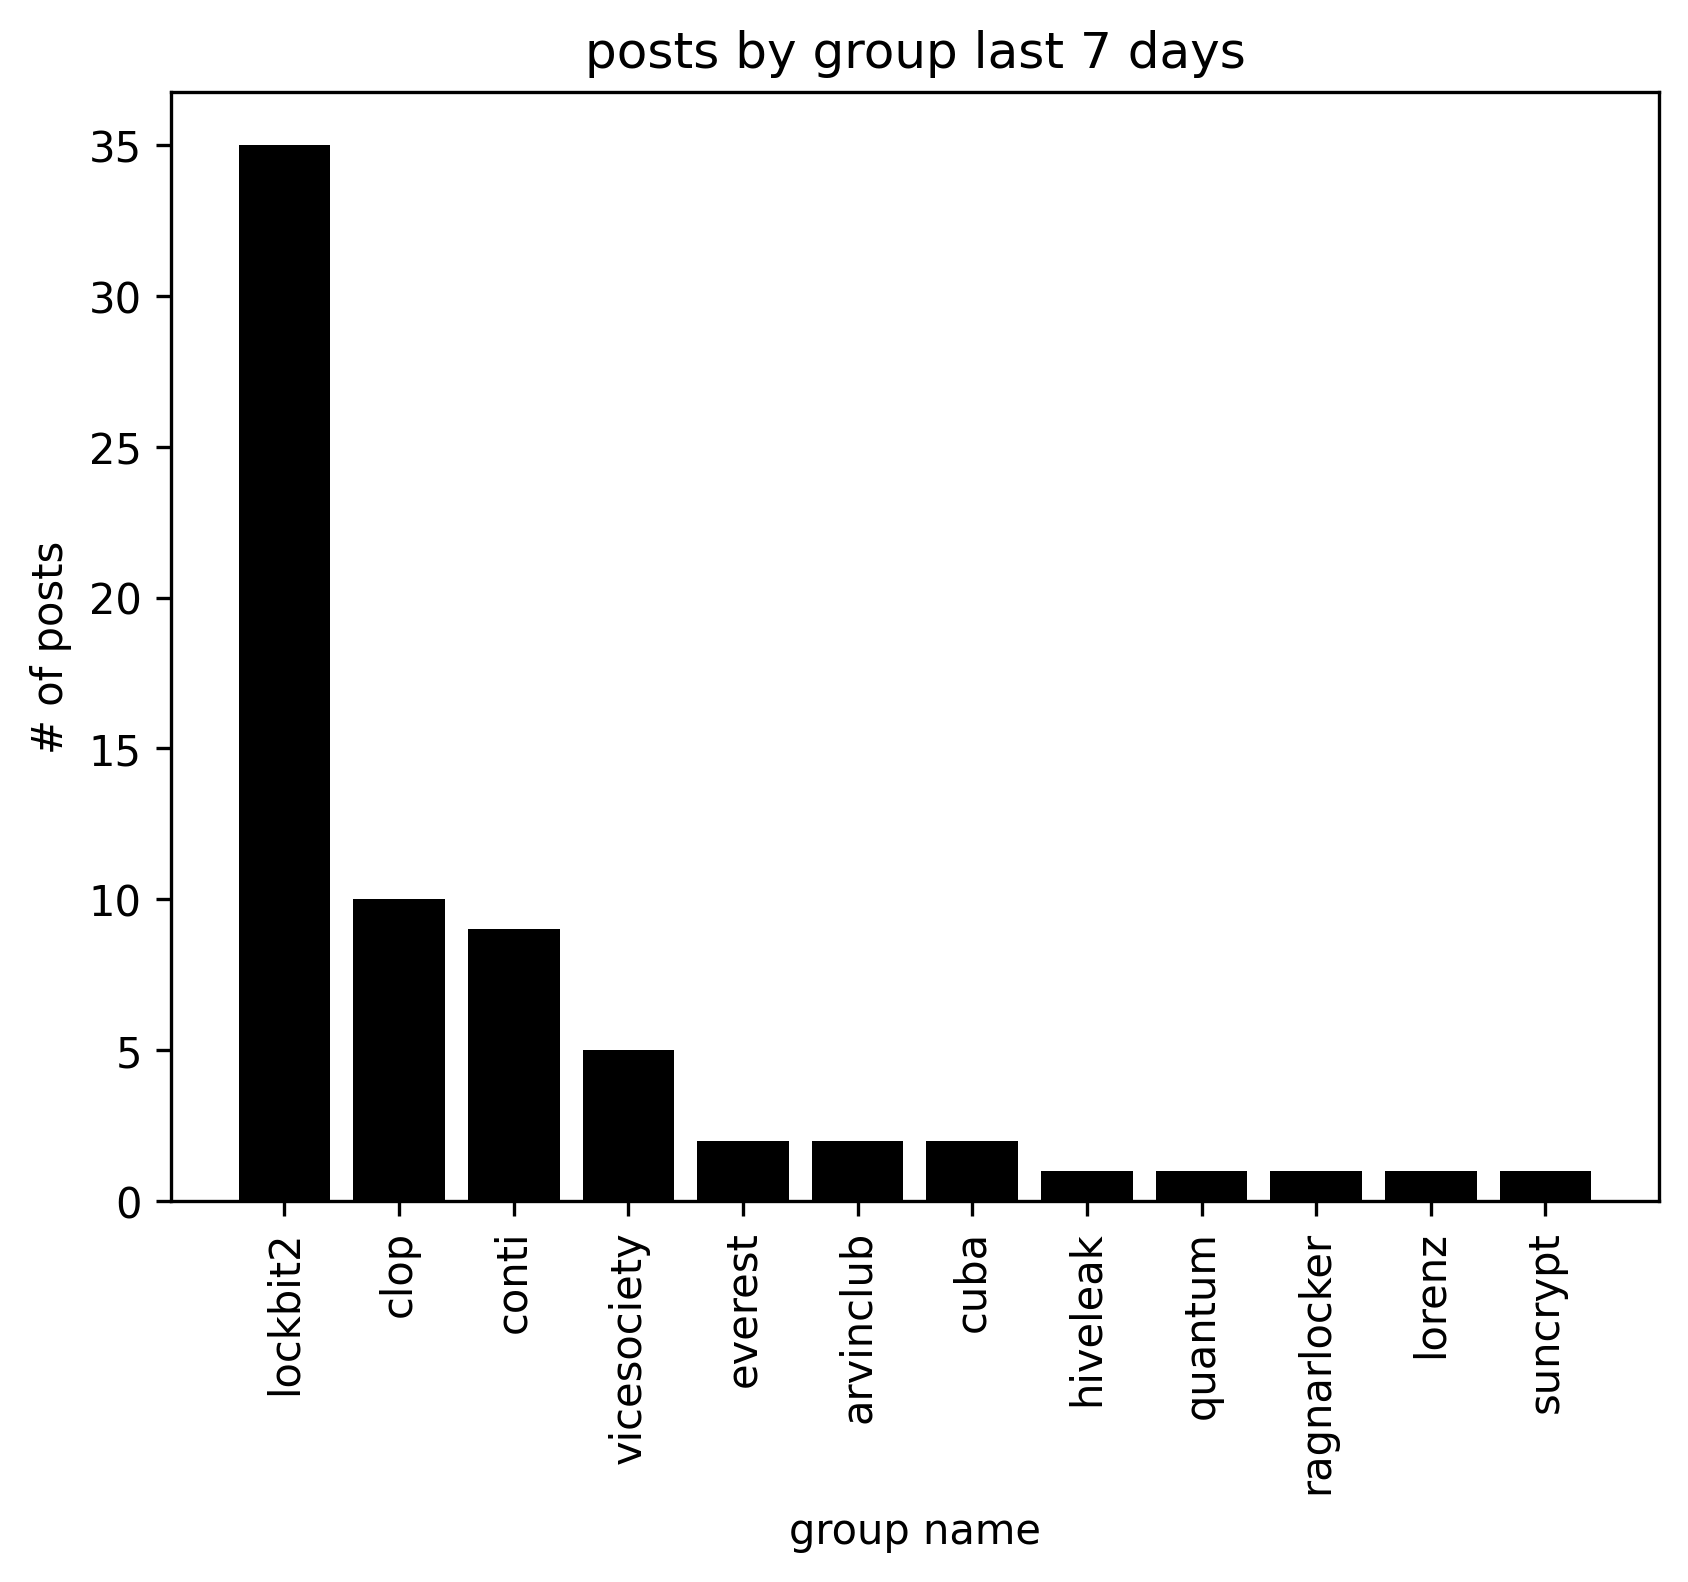 posts by group last 7 days
# of posts
35
30
25
20
15
10
5
0
lockbit2
clop
conti
vicesociety
everest
arvinclub
cuba
hiveleak
quantum
ragnarlocker
lorenz
suncrypt
group name